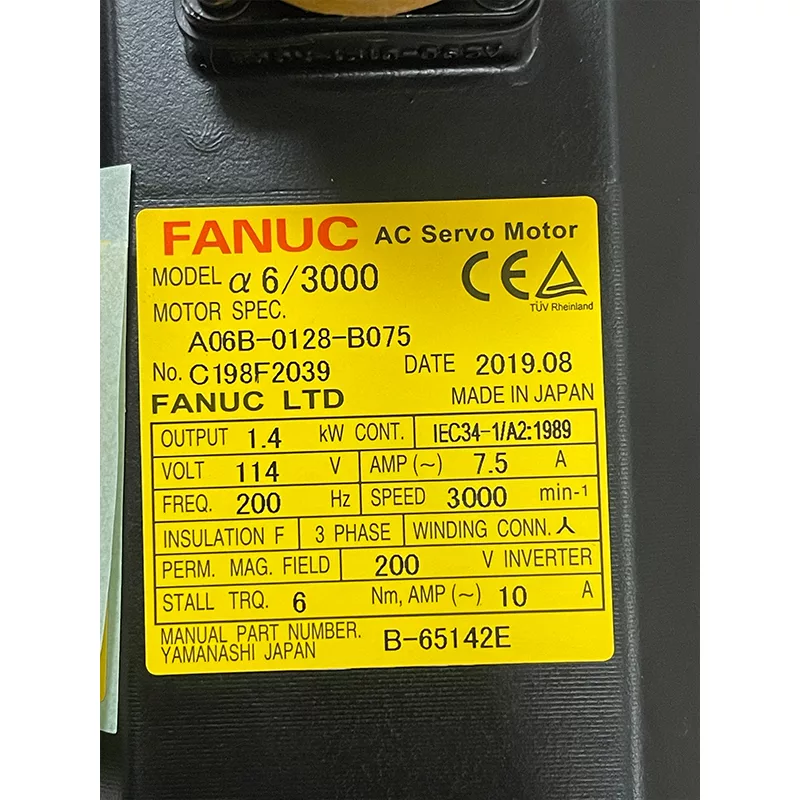 FANUC AC Servo Motor
MODEL α 6/3000
TÜV Rheinland
MOTOR SPEC.
A06B-0128-B075
No. C198F2039 DATE 2019.08
FANUC LTD MADE IN JAPAN
OUTPUT 1.4 kW CONT. IEC34-1/A2:1989
VOLT 114 V AMP (~) 7.5 A
FREQ. 200 Hz SPEED 3000 min-1
INSULATION F 3 PHASE WINDING CONN. 人
PERM. MAG. FIELD 200 V INVERTER
STALL TRQ. 6 Nm, AMP (~) 10 A
MANUAL PART NUMBER. B-65142E
YAMANASHI JAPAN